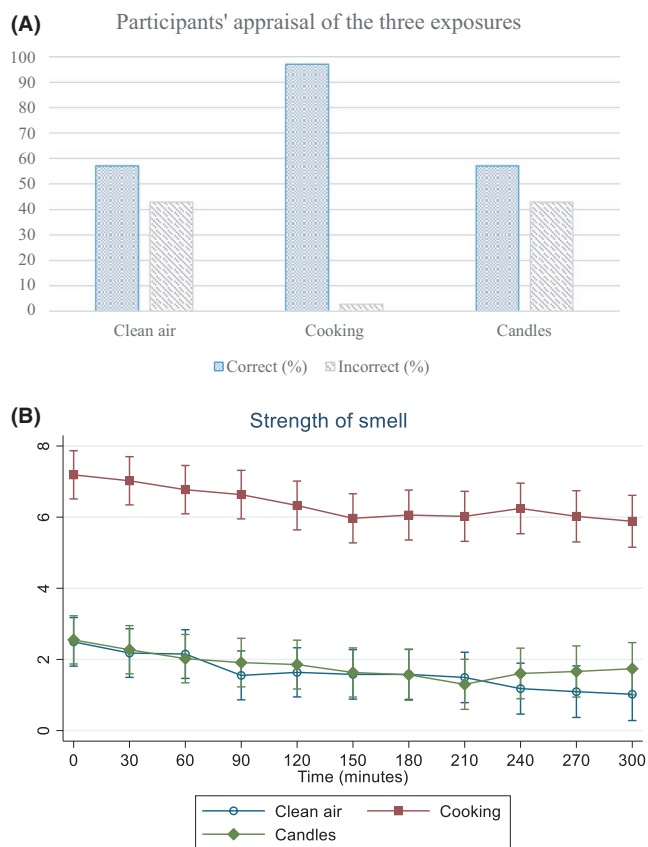 (A)
Participants' appraisal of the three exposures
100
90
80
70
60
50
40
30
20
10
0
Clean air Cooking Candles
Correct (%) Incorrect (%)
(B)
Strength of smell
8
6
4
2
0
0 30 60 90 120 150 180 210 240 270 300
Time (minutes)
Clean air Cooking
Candles